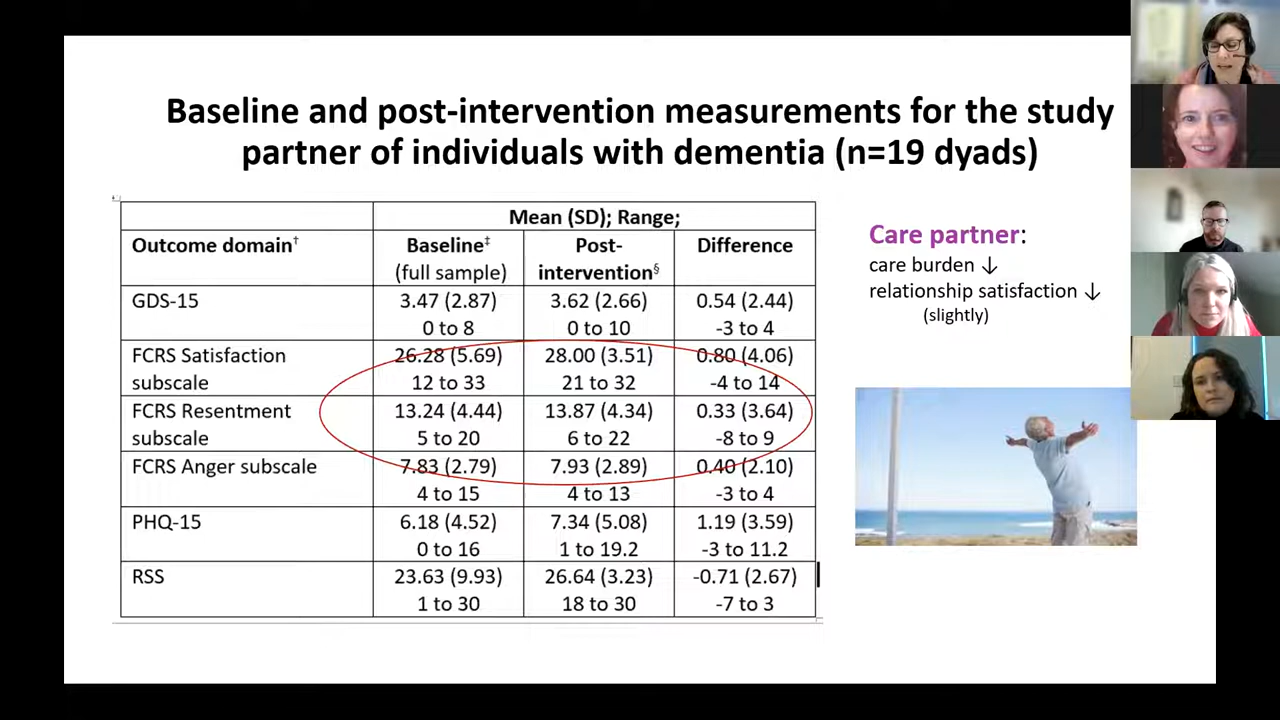 Baseline and post-intervention measurements for the study
partner of individuals with dementia (n=19 dyads)
Mean (SD); Range;
Outcome domain† Baseline‡ Post- Difference
(full sample) intervention§
GDS-15 3.47 (2.87) 3.62 (2.66) 0.54 (2.44)
0 to 8 0 to 10 -3 to 4
FCRS Satisfaction 26.28 (5.69) 28.00 (3.51) 0.80 (4.06)
subscale 12 to 33 21 to 32 -4 to 14
FCRS Resentment 13.24 (4.44) 13.87 (4.34) 0.33 (3.64)
subscale 5 to 20 6 to 22 -8 to 9
FCRS Anger subscale 7.83 (2.79) 7.93 (2.89) 0.40 (2.10)
4 to 15 4 to 13 -3 to 4
PHQ-15 6.18 (4.52) 7.34 (5.08) 1.19 (3.59)
0 to 16 1 to 19.2 -3 to 11.2
RSS 23.63 (9.93) 26.64 (3.23) -0.71 (2.67)
1 to 30 18 to 30 -7 to 3
Care partner:
care burden ↓
relationship satisfaction ↓
(slightly)